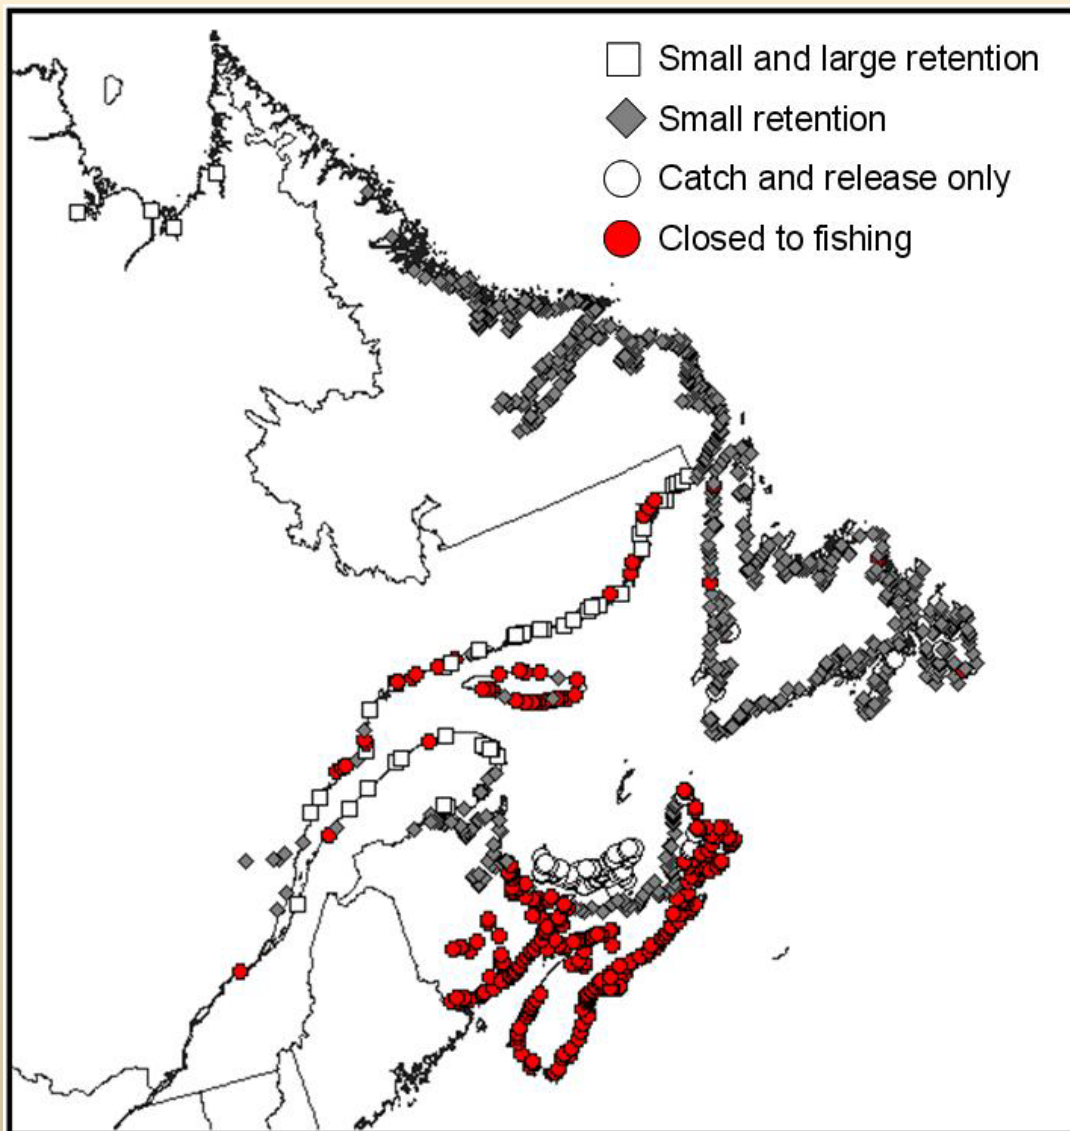 Small and large retention
Small retention
Catch and release only
Closed to fishing